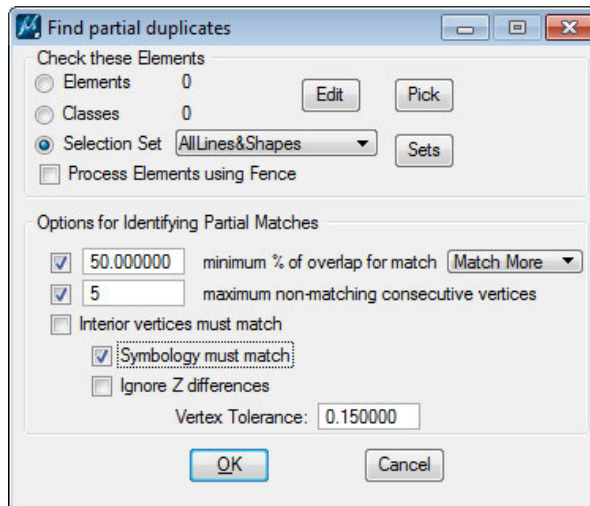 Find partial duplicates
Check these Elements
Elements 0 Edit Pick
Classes 0
Selection Set AllLines&Shapes Sets
Process Elements using Fence
Options for Identifying Partial Matches
50.000000 minimum % of overlap for match Match More
5 maximum non-matching consecutive vertices
Interior vertices must match
Symbology must match
Ignore Z differences
Vertex Tolerance: 0.150000
OK Cancel